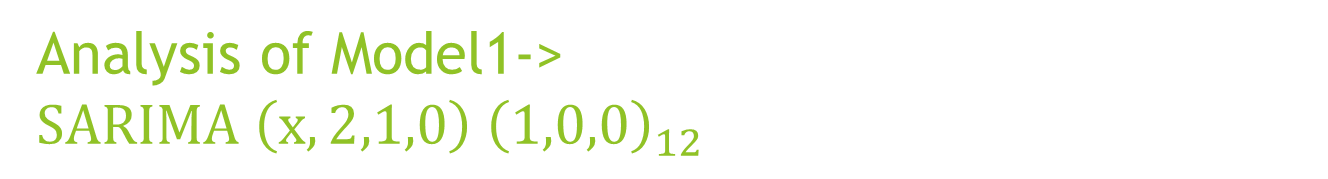 Analysis of Model1->
SARIMA (x, 2,1,0) (1,0,0)₁₂